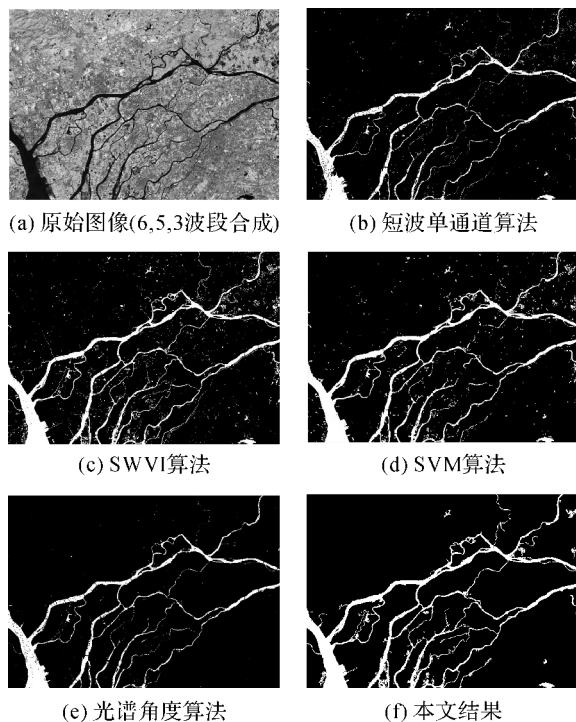 (a) 原始图像(6,5,3波段合成)
(b) 短波单通道算法
(c) SWVI算法
(d) SVM算法
(e) 光谱角度算法
(f) 本文结果